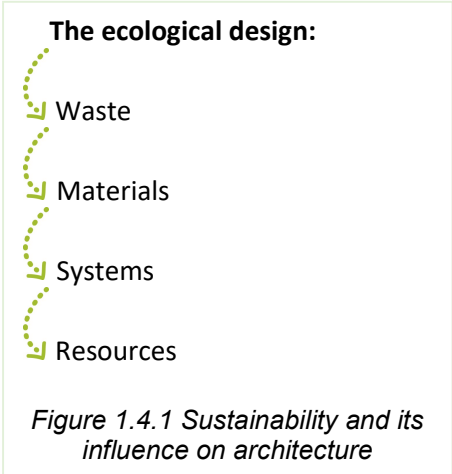 The ecological design:
Waste
Materials
Systems
Resources
Figure 1.4.1 Sustainability and its
influence on architecture